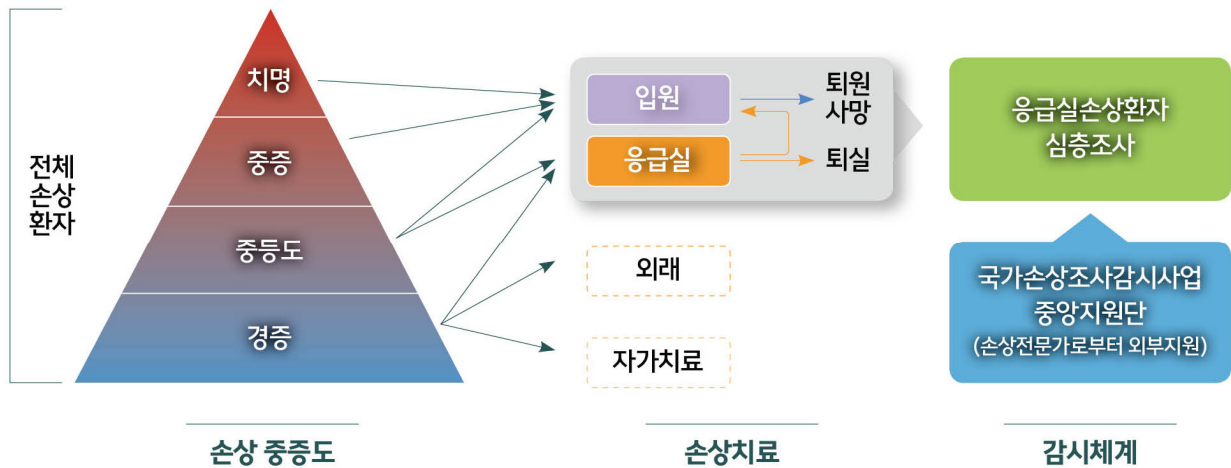 전체
손상
환자
치명
중증
중등도
경증
손상 중증도
입원
퇴원
사망
응급실
퇴실
외래
자가치료
손상치료
응급실손상환자
심층조사
국가손상조사감시사업
중앙지원단
(손상전문가로부터 외부지원)
감시체계